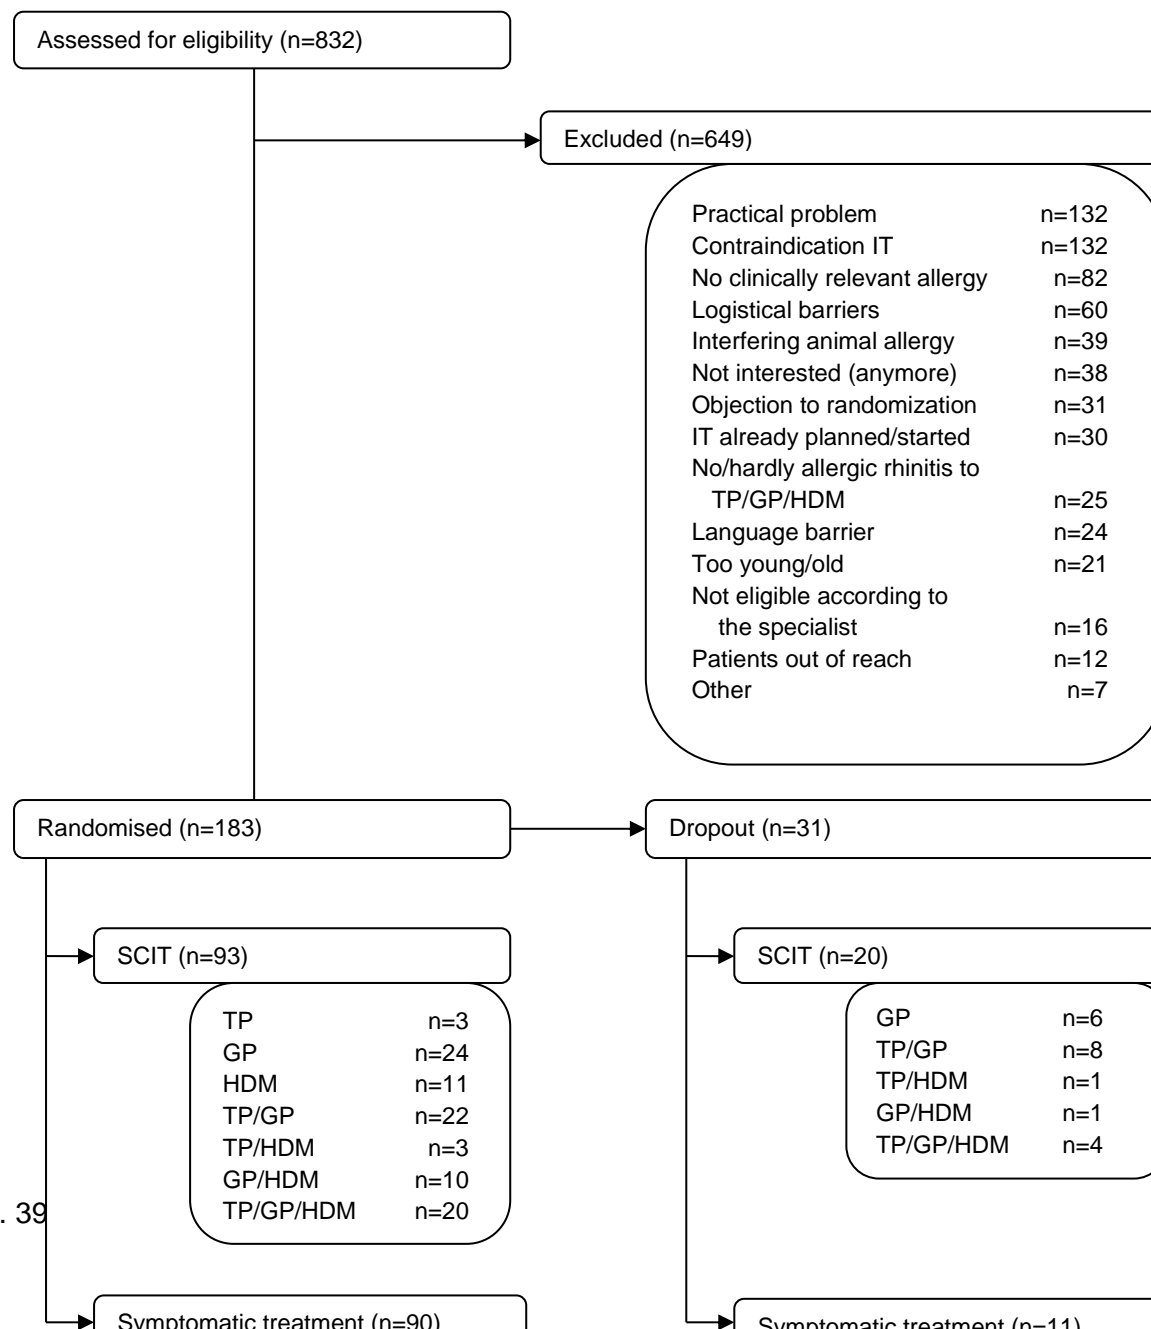 Assessed for eligibility (n=832)
Excluded (n=649)
Practical problem n=132
Contraindication IT n=132
No clinically relevant allergy n=82
Logistical barriers n=60
Interfering animal allergy n=39
Not interested (anymore) n=38
Objection to randomization n=31
IT already planned/started n=30
No/hardly allergic rhinitis to
TP/GP/HDM n=25
Language barrier n=24
Too young/old n=21
Not eligible according to
the specialist n=16
Patients out of reach n=12
Other n=7
Randomised (n=183)
Dropout (n=31)
SCIT (n=93)
TP n=3
GP n=24
HDM n=11
TP/GP n=22
TP/HDM n=3
GP/HDM n=10
TP/GP/HDM n=20
SCIT (n=20)
GP n=6
TP/GP n=8
TP/HDM n=1
GP/HDM n=1
TP/GP/HDM n=4
. 39
Symptomatic treatment (n=90)
Symptomatic treatment (n=11)